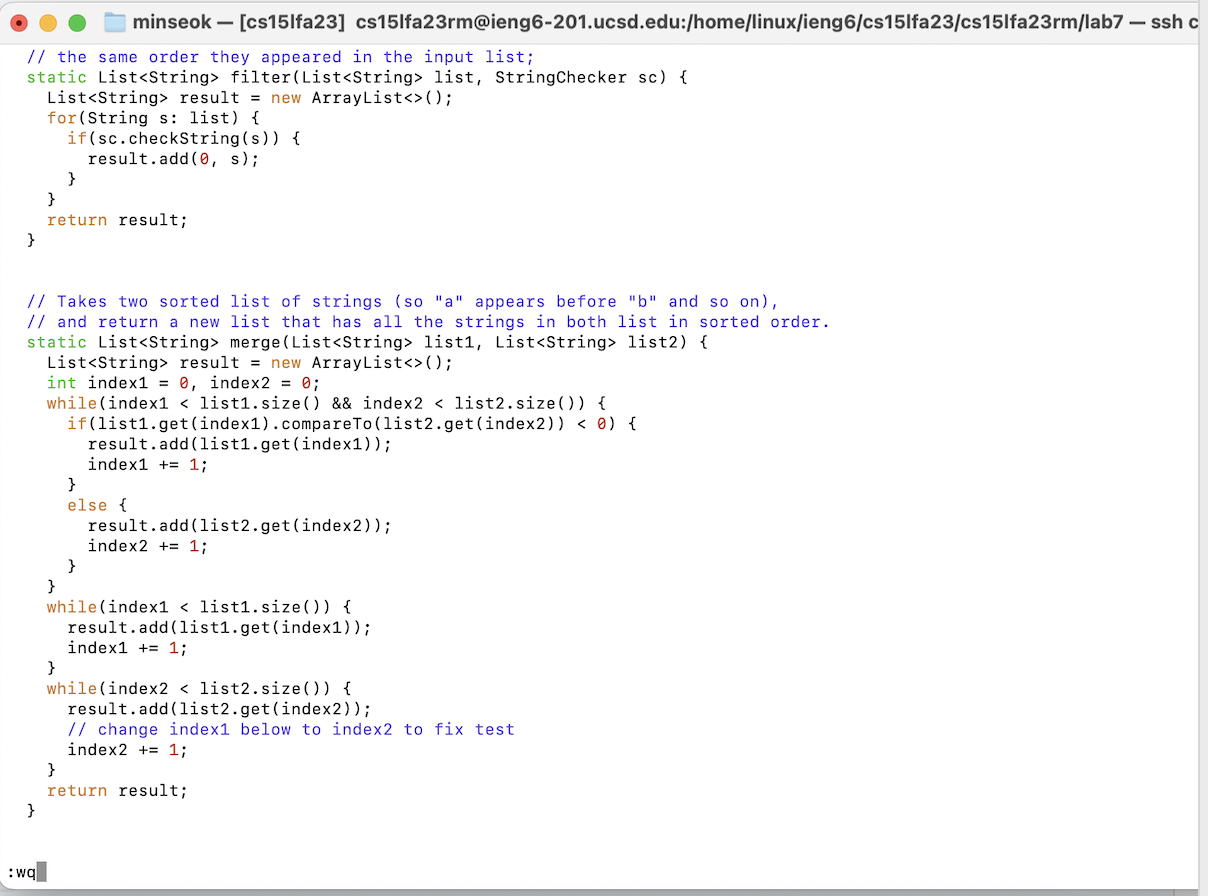 minseok — [cs15lfa23] cs15lfa23rm@ieng6-201.ucsd.edu:/home/linux/ieng6/cs15lfa23/cs15lfa23rm/lab7 — ssh c
// the same order they appeared in the input list;
static List<String> filter(List<String> list, StringChecker sc) {
List<String> result = new ArrayList<>();
for(String s: list) {
if(sc.checkString(s)) {
result.add(0, s);
}
}
return result;
}
// Takes two sorted list of strings (so "a" appears before "b" and so on),
// and return a new list that has all the strings in both list in sorted order.
static List<String> merge(List<String> list1, List<String> list2) {
List<String> result = new ArrayList<>();
int index1 = 0, index2 = 0;
while(index1 < list1.size() && index2 < list2.size()) {
if(list1.get(index1).compareTo(list2.get(index2)) < 0) {
result.add(list1.get(index1));
index1 += 1;
}
else {
result.add(list2.get(index2));
index2 += 1;
}
}
while(index1 < list1.size()) {
result.add(list1.get(index1));
index1 += 1;
}
while(index2 < list2.size()) {
result.add(list2.get(index2));
// change index1 below to index2 to fix test
index2 += 1;
}
return result;
}
:wq